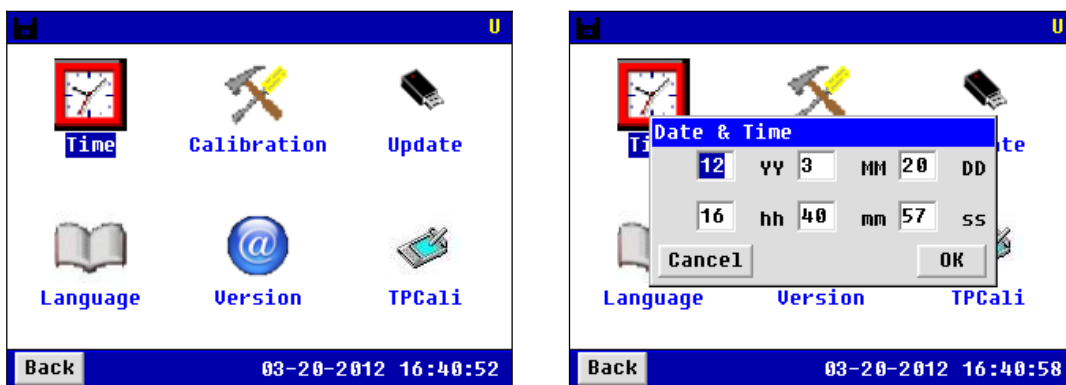 U
Time Calibration Update
Language Version TPCali
Back 03-20-2012 16:40:52
U
Ti te
Date & Time
12 YY 3 MM 20 DD
16 hh 40 mm 57 ss
Cancel OK
Language Version TPCali
Back 03-20-2012 16:40:58